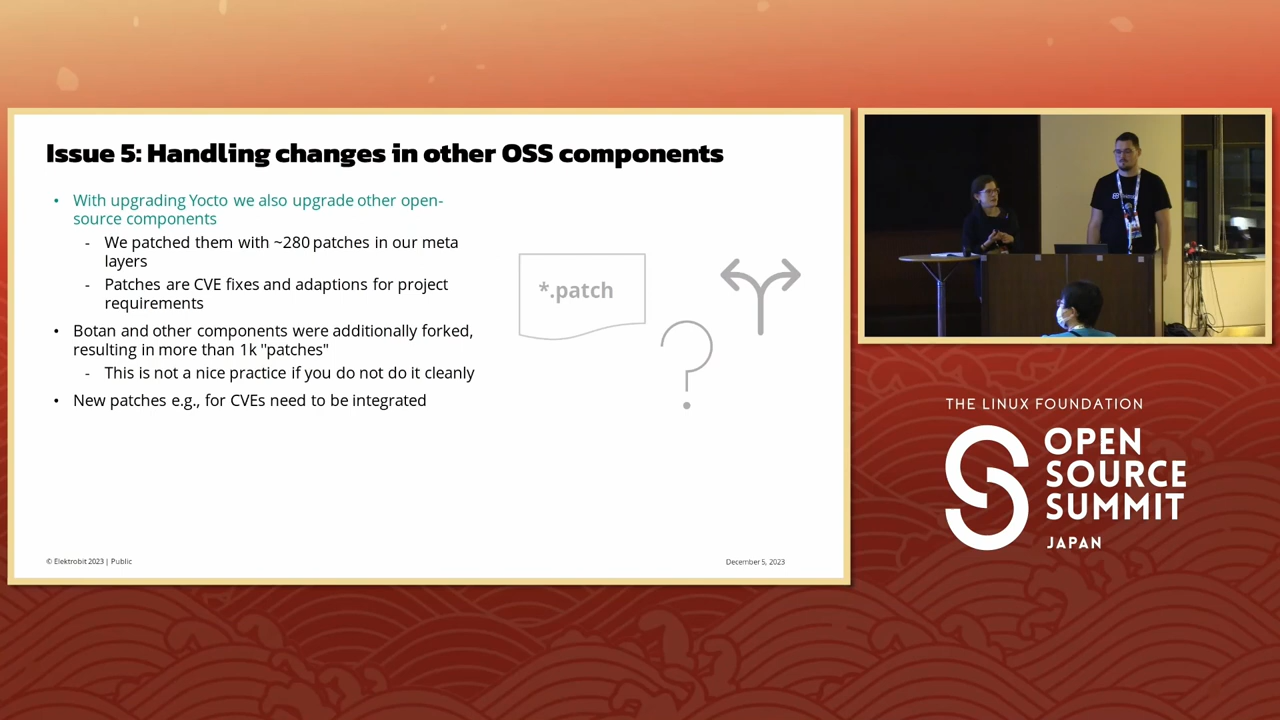 Issue 5: Handling changes in other OSS components
• With upgrading Yocto we also upgrade other open-
source components
- We patched them with ~280 patches in our meta
layers
- Patches are CVE fixes and adaptions for project
requirements
• Botan and other components were additionally forked,
resulting in more than 1k "patches"
- This is not a nice practice if you do not do it cleanly
• New patches e.g., for CVEs need to be integrated
*.patch
© Elektrobit 2023 | Public
December 5, 2023
THE LINUX FOUNDATION
OPEN
SOURCE
SUMMIT
JAPAN